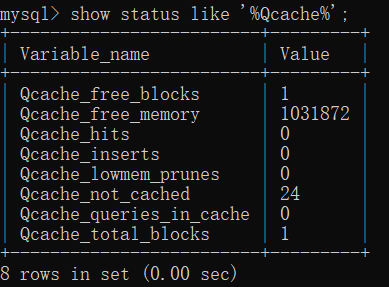 mysql> show status like '%Qcache%';
+-------------------------+---------+
| Variable_name           | Value   |
+-------------------------+---------+
| Qcache_free_blocks      | 1       |
| Qcache_free_memory      | 1031872 |
| Qcache_hits             | 0       |
| Qcache_inserts          | 0       |
| Qcache_lowmem_prunes    | 0       |
| Qcache_not_cached       | 24      |
| Qcache_queries_in_cache | 0       |
| Qcache_total_blocks     | 1       |
+-------------------------+---------+
8 rows in set (0.00 sec)